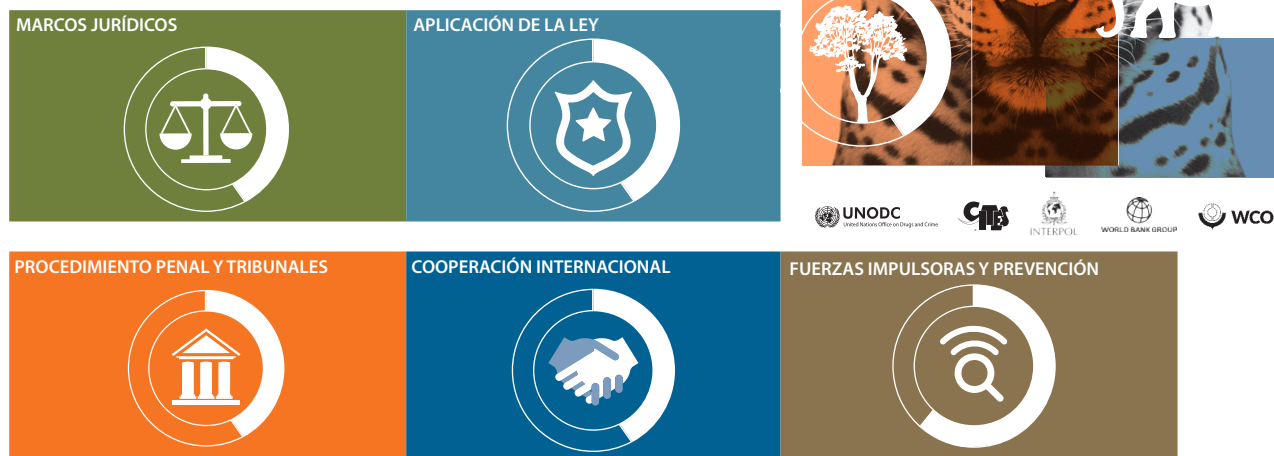 MARCOS JURÍDICOS
APLICACIÓN DE LA LEY
UNODC
United Nations Office on Drugs and Crime
CITES
INTERPOL
WORLD BANK GROUP
WCO
PROCEDIMIENTO PENAL Y TRIBUNALES
COOPERACIÓN INTERNACIONAL
FUERZAS IMPULSORAS Y PREVENCIÓN